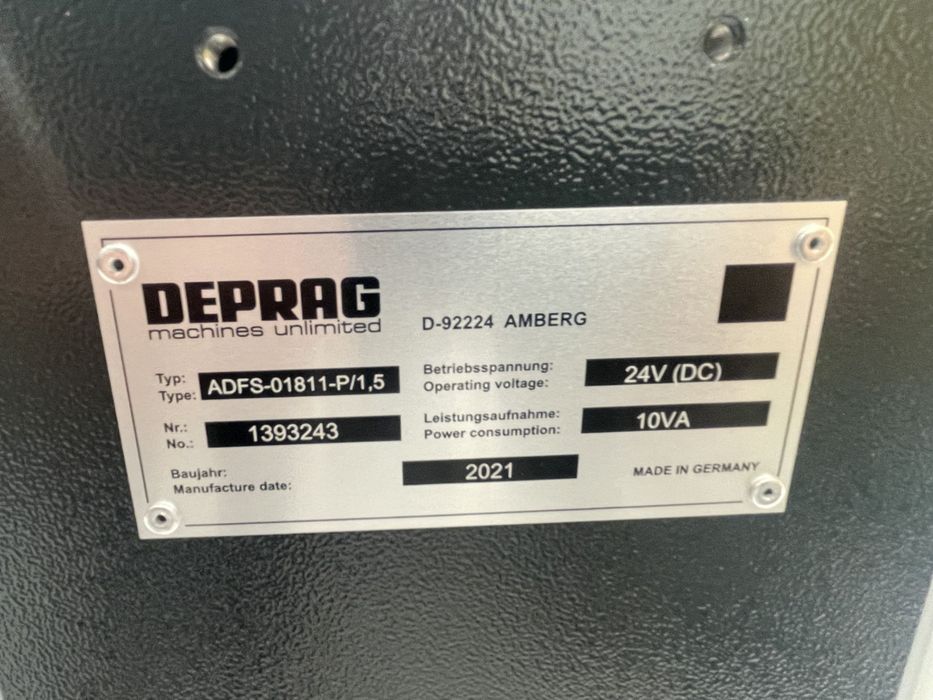 DEPRAG
machines unlimited
D-92224 AMBERG
Typ:
Type:
ADFS-01811-P/1,5
Betriebsspannung:
Operating voltage:
24V (DC)
Nr.:
No.:
1393243
Leistungsaufnahme:
Power consumption:
10VA
Baujahr:
Manufacture date:
2021
MADE IN GERMANY